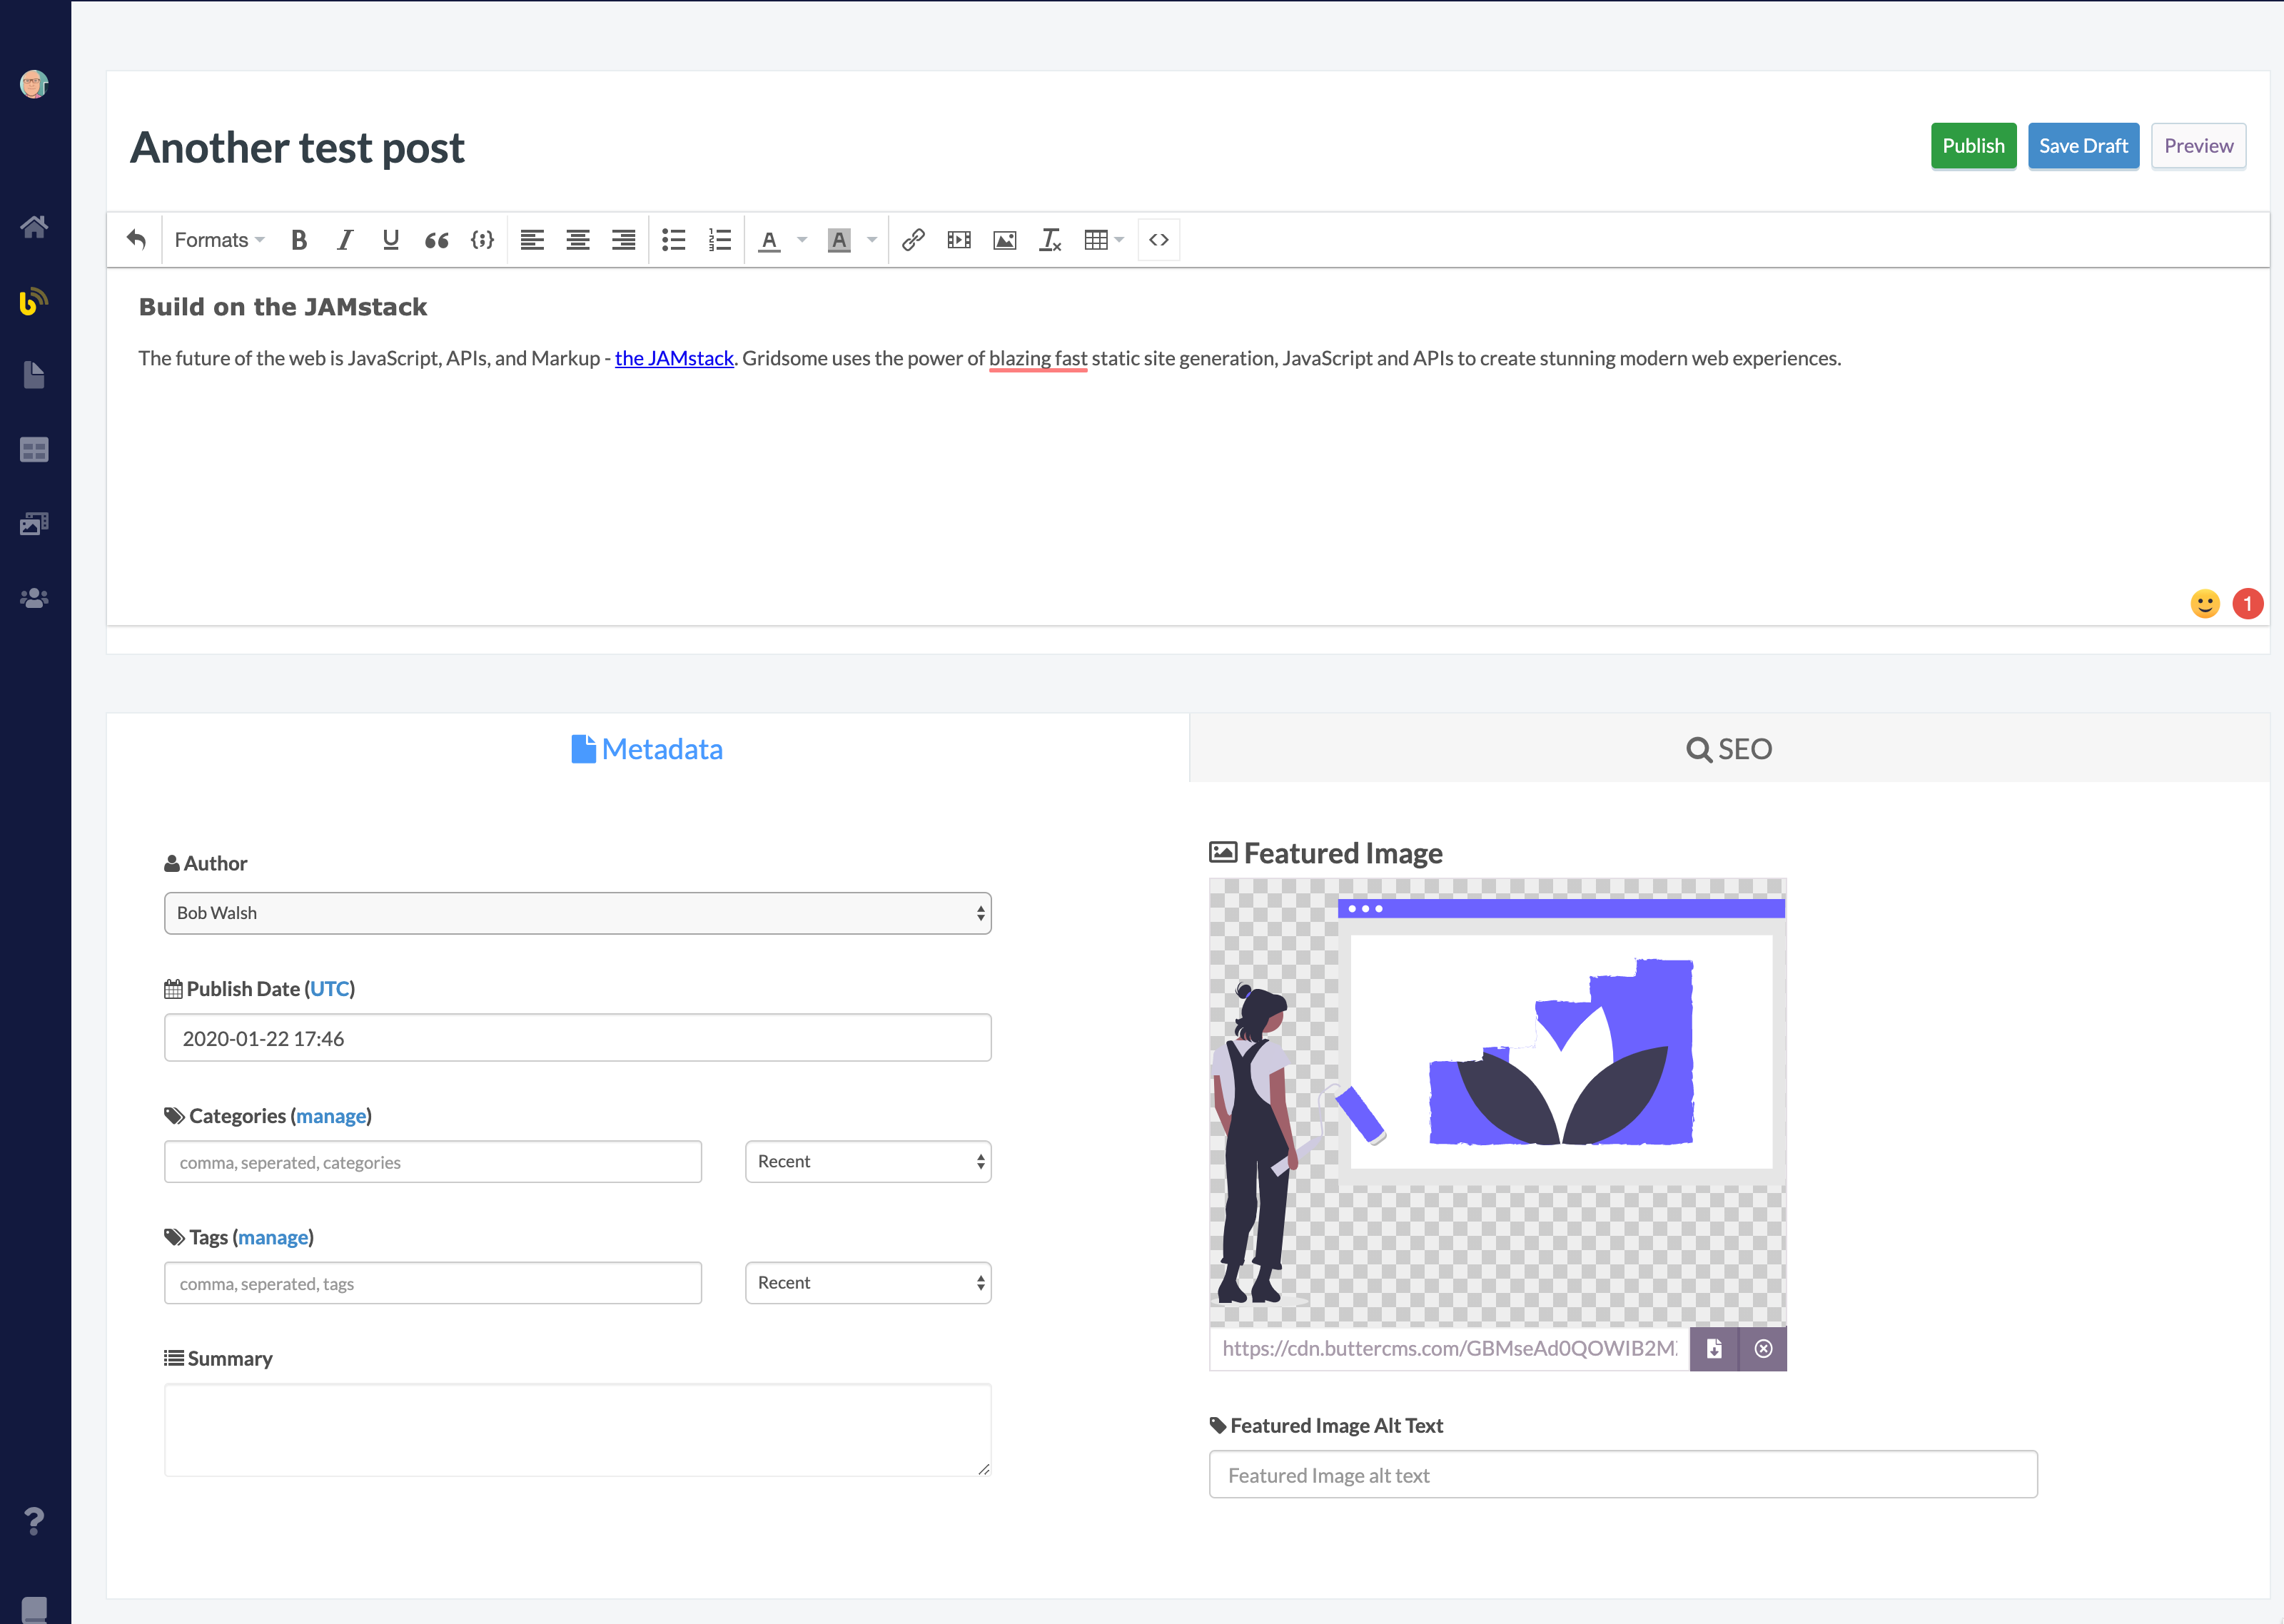 Another test post
Publish Save Draft Preview
Formats
Build on the JAMstack
The future of the web is JavaScript, APIs, and Markup - the JAMstack. Gridsome uses the power of blazing fast static site generation, JavaScript and APIs to create stunning modern web experiences.
1
Metadata
SEO
Author
Bob Walsh
Publish Date (UTC)
2020-01-22 17:46
Categories (manage)
comma, seperated, categories
Recent
Tags (manage)
comma, seperated, tags
Recent
Summary
Featured Image
https://cdn.buttercms.com/GBMseAd0QOWIB2M
Featured Image Alt Text
Featured Image alt text